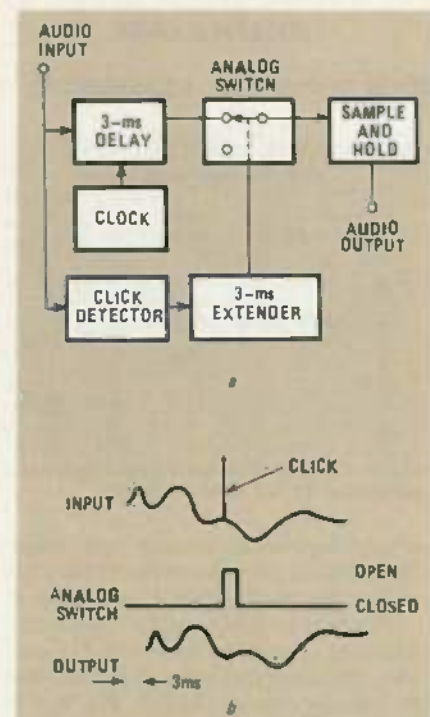 AUDIO
INPUT
ANALOG
SWITCH
3-ms
DELAY
SAMPLE
AND
HOLD
CLOCK
AUDIO
OUTPUT
CLICK
DETECTOR
3-ms
EXTENDER
a
CLICK
INPUT
OPEN
ANALOG
SWITCH
CLOSED
OUTPUT
3ms
b